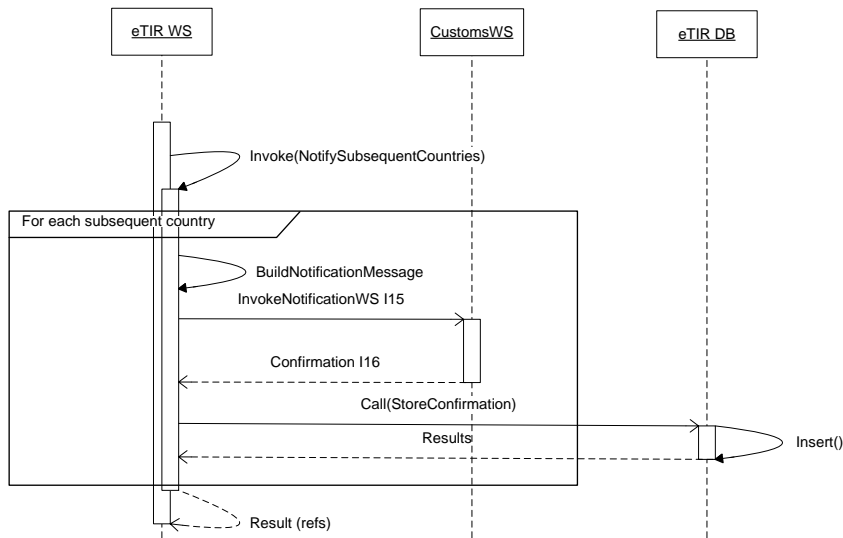 eTIR WS
CustomsWS
eTIR DB
Invoke(NotifySubsequentCountries)
For each subsequent country
BuildNotificationMessage
InvokeNotificationWS I15
Confirmation I16
Call(StoreConfirmation)
Results
Insert()
Result (refs)